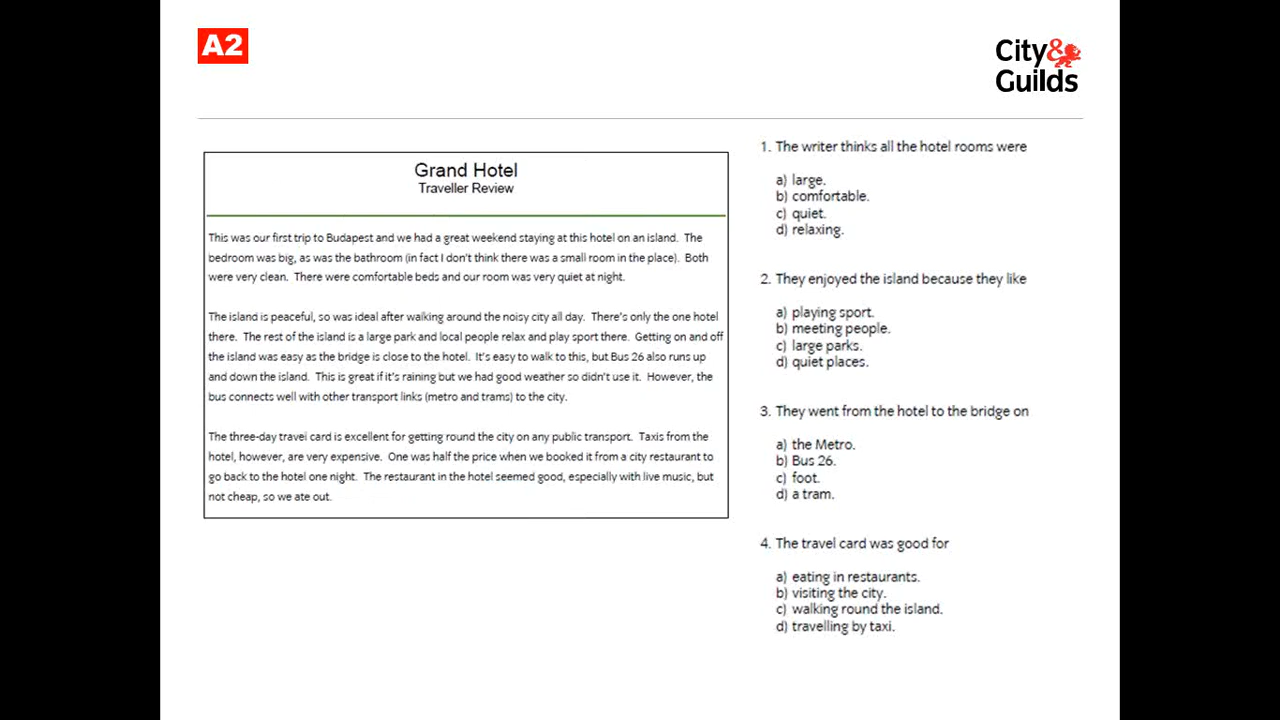 A2
City&
Guilds
Grand Hotel
Traveller Review
This was our first trip to Budapest and we had a great weekend staying at this hotel on an island. The
bedroom was big, as was the bathroom (in fact I don't think there was a small room in the place). Both
were very clean. There were comfortable beds and our room was very quiet at night.
The island is peaceful, so was ideal after walking around the noisy city all day. There's only the one hotel
there. The rest of the island is a large park and local people relax and play sport there. Getting on and off
the island was easy as the bridge is close to the hotel. It's easy to walk to this, but Bus 26 also runs up
and down the island. This is great if it's raining but we had good weather so didn't use it. However, the
bus connects well with other transport links (metro and trams) to the city.
The three-day travel card is excellent for getting round the city on any public transport. Taxis from the
hotel, however, are very expensive. One was half the price when we booked it from a city restaurant to
go back to the hotel one night. The restaurant in the hotel seemed good, especially with live music, but
not cheap, so we ate out.
1. The writer thinks all the hotel rooms were
a) large.
b) comfortable.
c) quiet.
d) relaxing.
2. They enjoyed the island because they like
a) playing sport.
b) meeting people.
c) large parks.
d) quiet places.
3. They went from the hotel to the bridge on
a) the Metro.
b) Bus 26.
c) foot.
d) a tram.
4. The travel card was good for
a) eating in restaurants.
b) visiting the city.
c) walking round the island.
d) travelling by taxi.